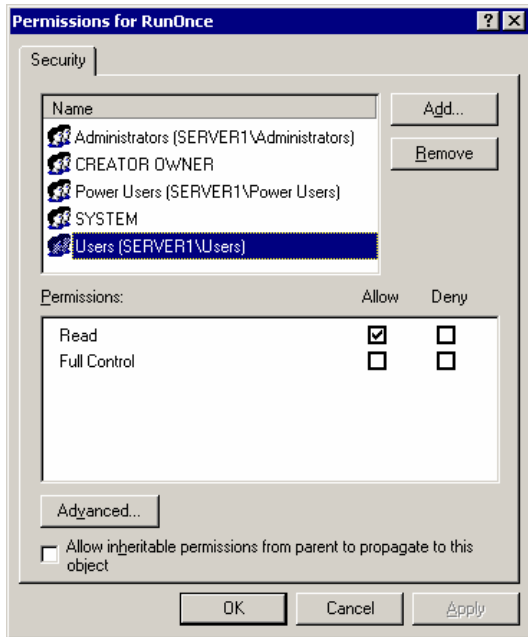 Permissions for RunOnce
Security
Name
Administrators (SERVER1\Administrators)
CREATOR OWNER
Power Users (SERVER1\Power Users)
SYSTEM
Users (SERVER1\Users)
Add...
Remove
Permissions:
Allow
Deny
Read
Full Control
Advanced...
Allow inheritable permissions from parent to propagate to this
object
OK
Cancel
Apply